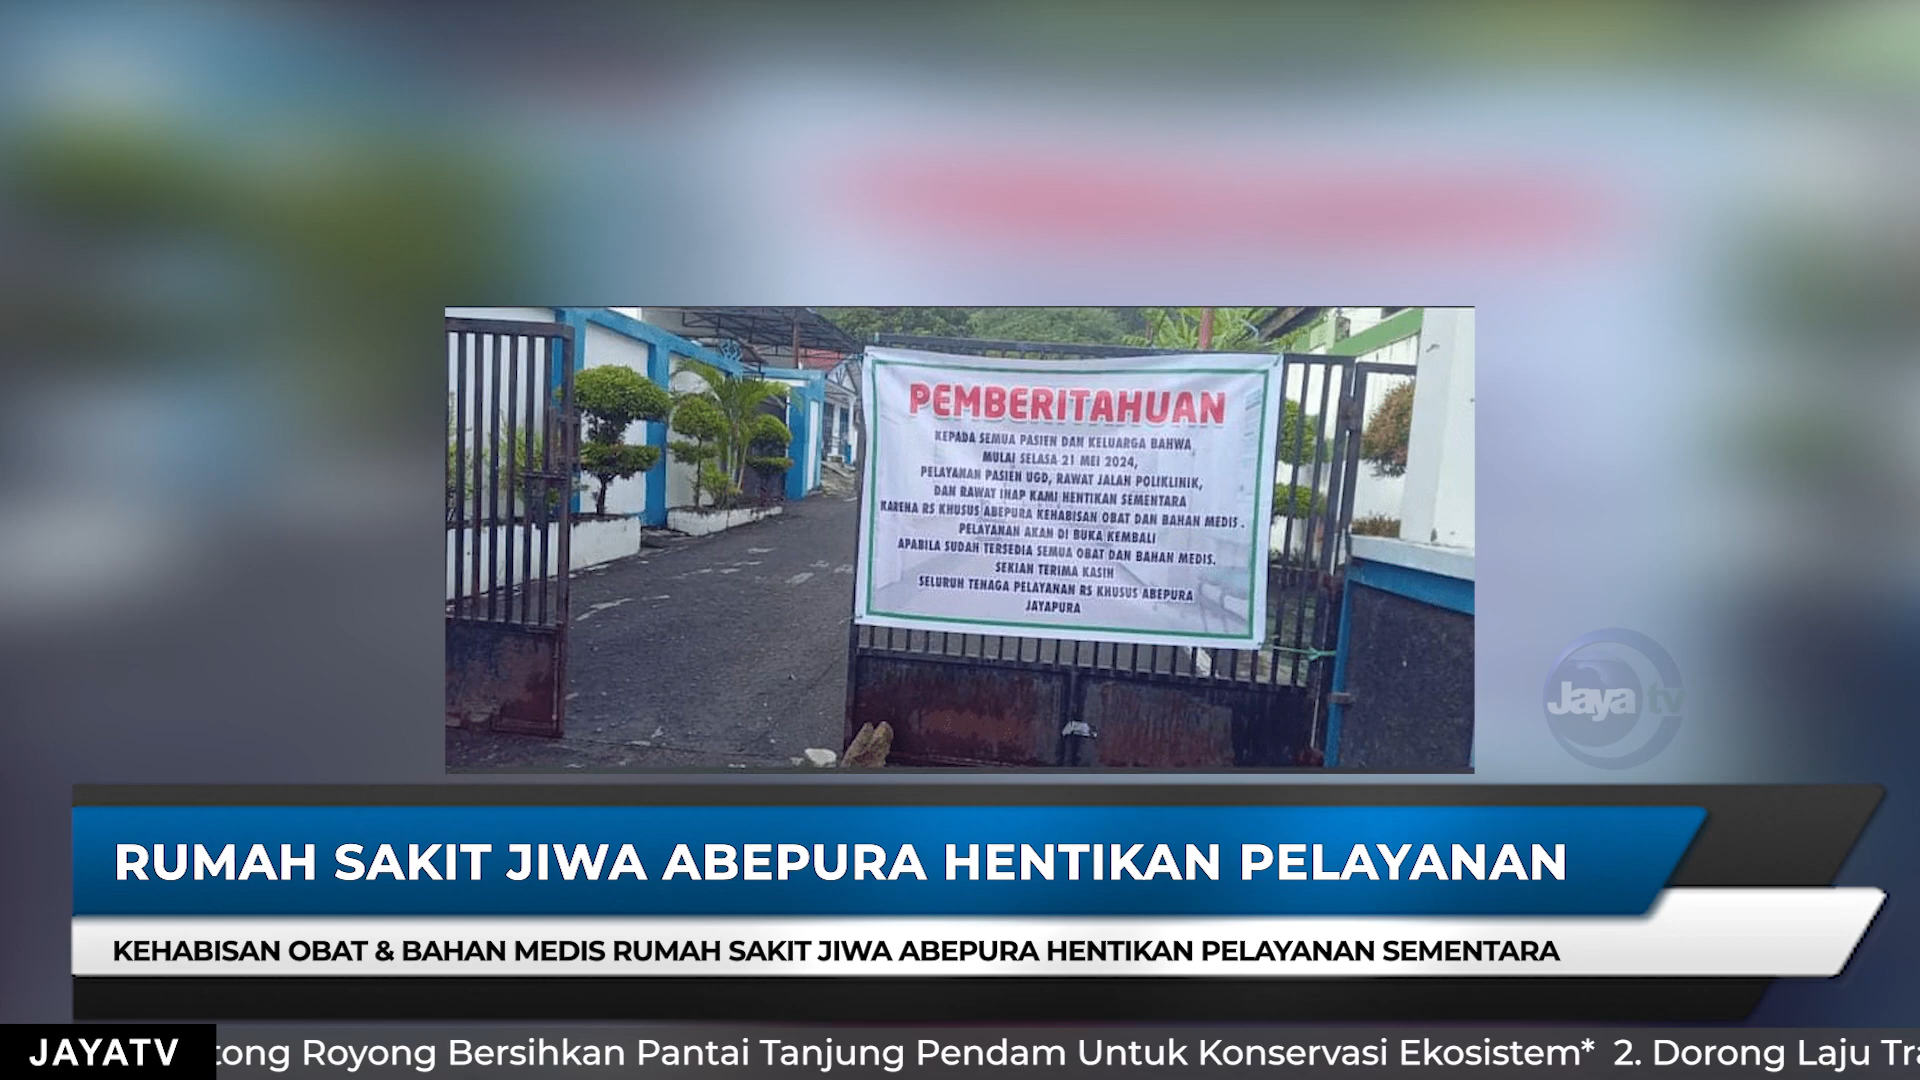 PEMBERITAHUAN
KEPADA SEMUA PASIEN DAN KELUARGA BAHWA
MULAI SELASA 21 MEI 2024,
PELAYANAN PASIEN UGD, RAWAT JALAN POLIKLINIK,
DAN RAWAT INAP KAMI HENTIKAN SEMENTARA
KARENA RS KHUSUS ABEPURA KEHABISAN OBAT DAN BAHAN MEDIS.
PELAYANAN AKAN DI BUKA KEMBALI
APABILA SUDAH TERSEDIA SEMUA OBAT DAN BAHAN MEDIS.
SEKIAN TERIMA KASIH
SELURUH TENAGA PELAYANAN RS KHUSUS ABEPURA
JAYAPURA
Jaya tv
RUMAH SAKIT JIWA ABEPURA HENTIKAN PELAYANAN
KEHABISAN OBAT & BAHAN MEDIS RUMAH SAKIT JIWA ABEPURA HENTIKAN PELAYANAN SEMENTARA
JAYATV tong Royong Bersihkan Pantai Tanjung Pendam Untuk Konservasi Ekosistem* 2. Dorong Laju Tra